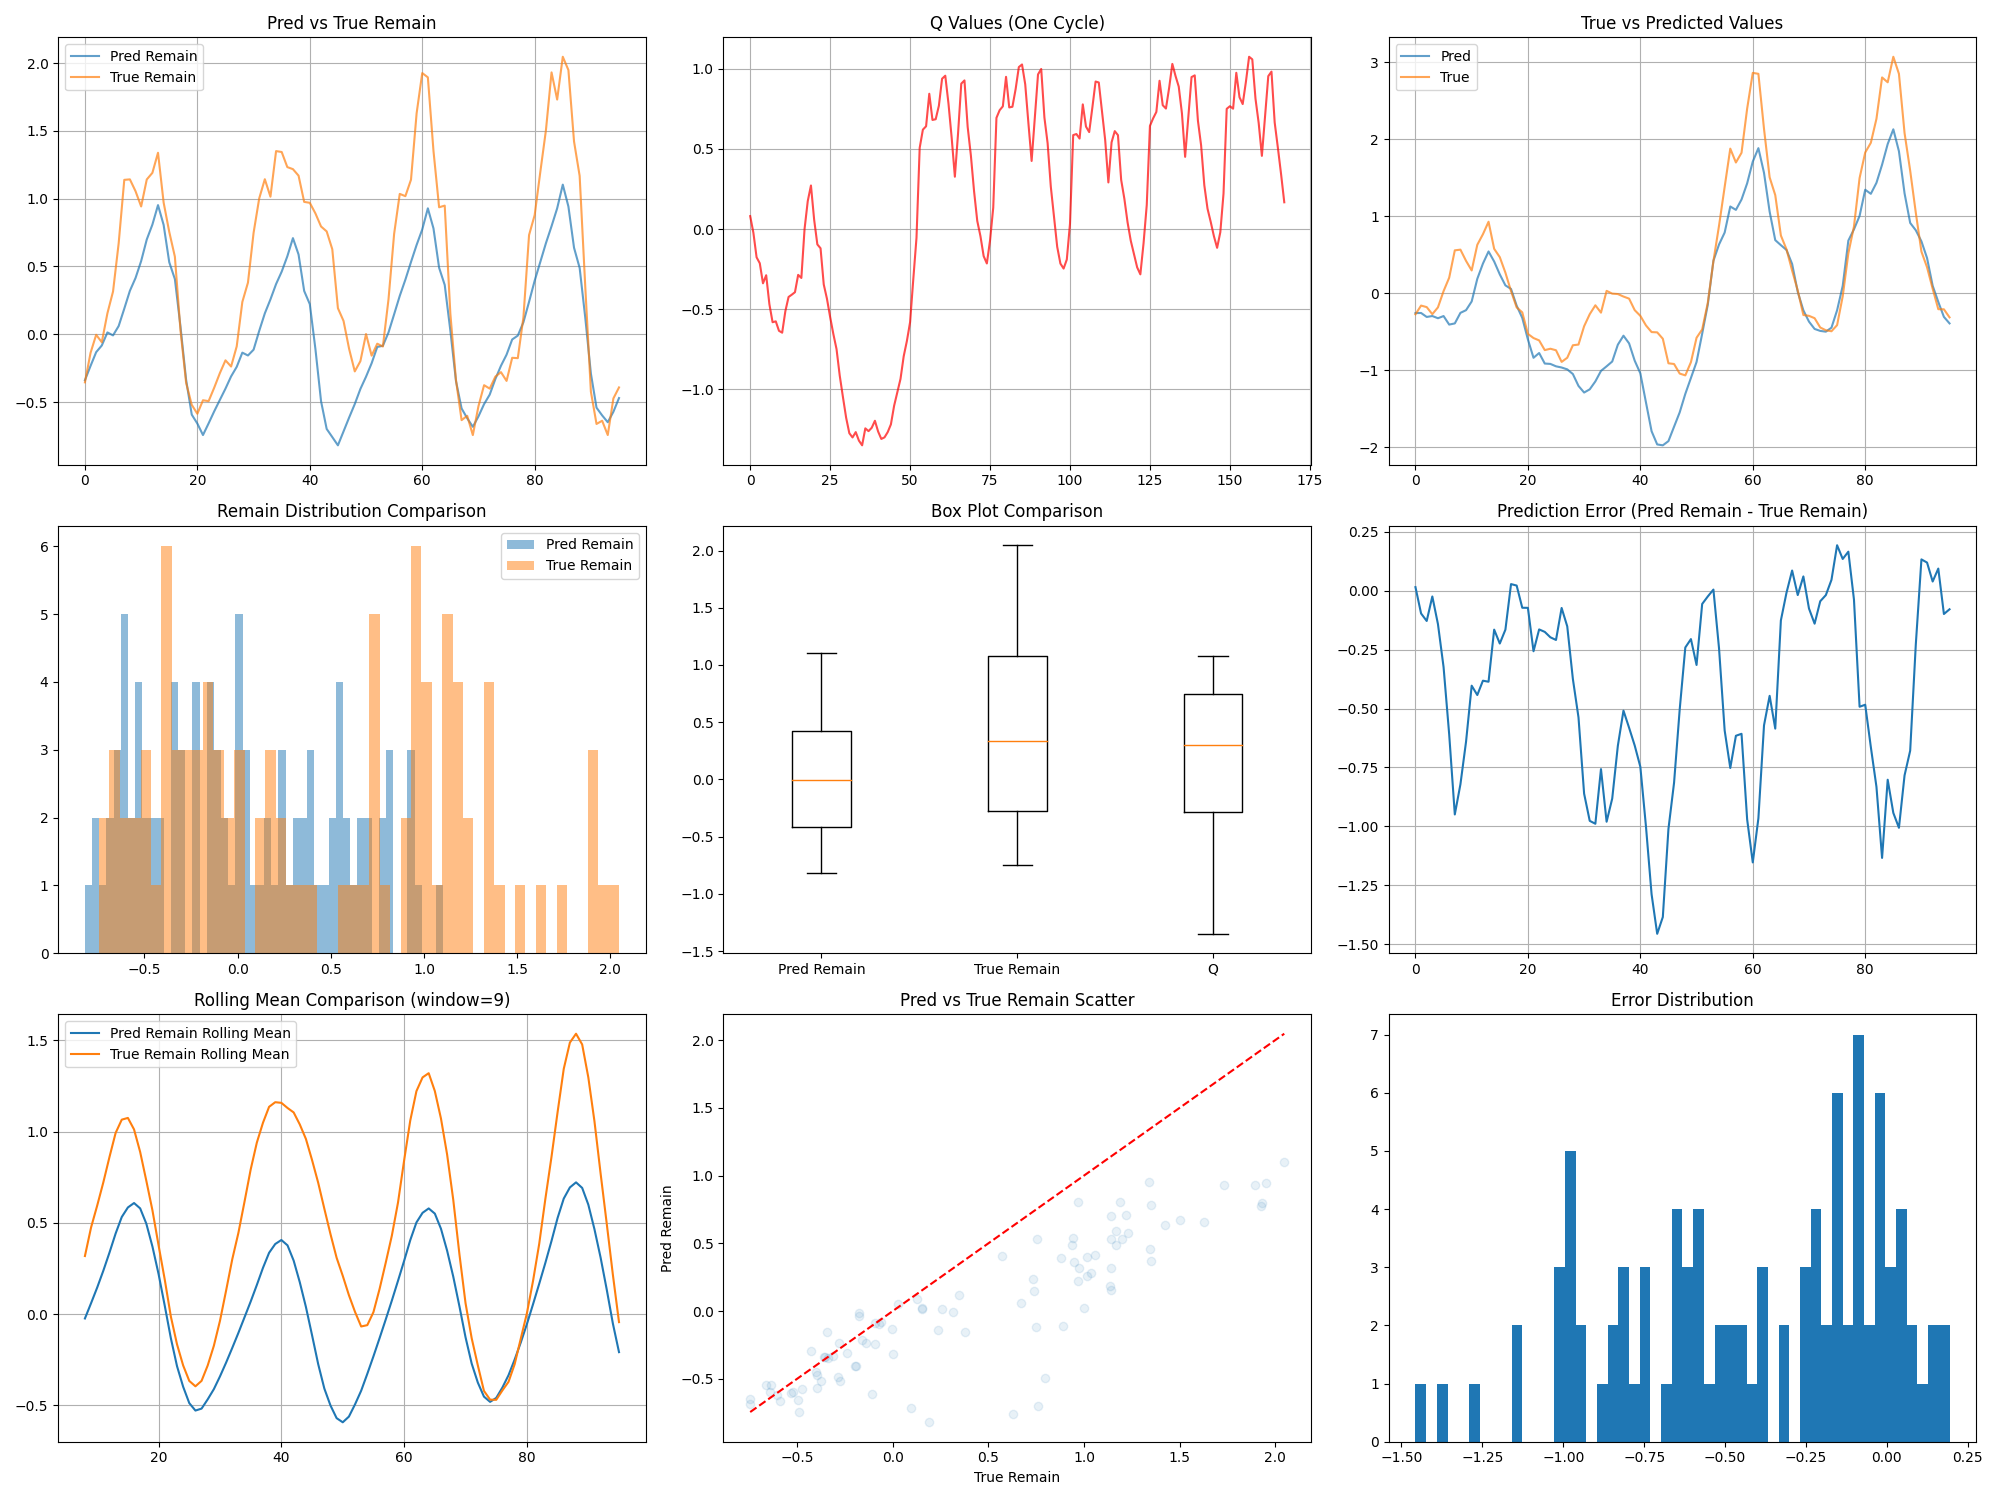 Pred vs True Remain
Pred Remain
True Remain
2.0
1.5
1.0
0.5
0.0
−0.5
0 20 40 60 80
Q Values (One Cycle)
1.0
0.5
0.0
−0.5
−1.0
0 25 50 75 100 125 150 175
True vs Predicted Values
Pred
True
3
2
1
0
−1
−2
0 20 40 60 80
Remain Distribution Comparison
Pred Remain
True Remain
6
5
4
3
2
1
0
−0.5 0.0 0.5 1.0 1.5 2.0
Box Plot Comparison
2.0
1.5
1.0
0.5
0.0
−0.5
−1.0
−1.5
Pred Remain True Remain Q
Prediction Error (Pred Remain - True Remain)
0.25
0.00
−0.25
−0.50
−0.75
−1.00
−1.25
−1.50
0 20 40 60 80
Rolling Mean Comparison (window=9)
Pred Remain Rolling Mean
True Remain Rolling Mean
1.5
1.0
0.5
0.0
−0.5
20 40 60 80
Pred vs True Remain Scatter
Pred Remain
2.0
1.5
1.0
0.5
0.0
−0.5
−0.5 0.0 0.5 1.0 1.5 2.0
True Remain
Error Distribution
7
6
5
4
3
2
1
0
−1.50 −1.25 −1.00 −0.75 −0.50 −0.25 0.00 0.25